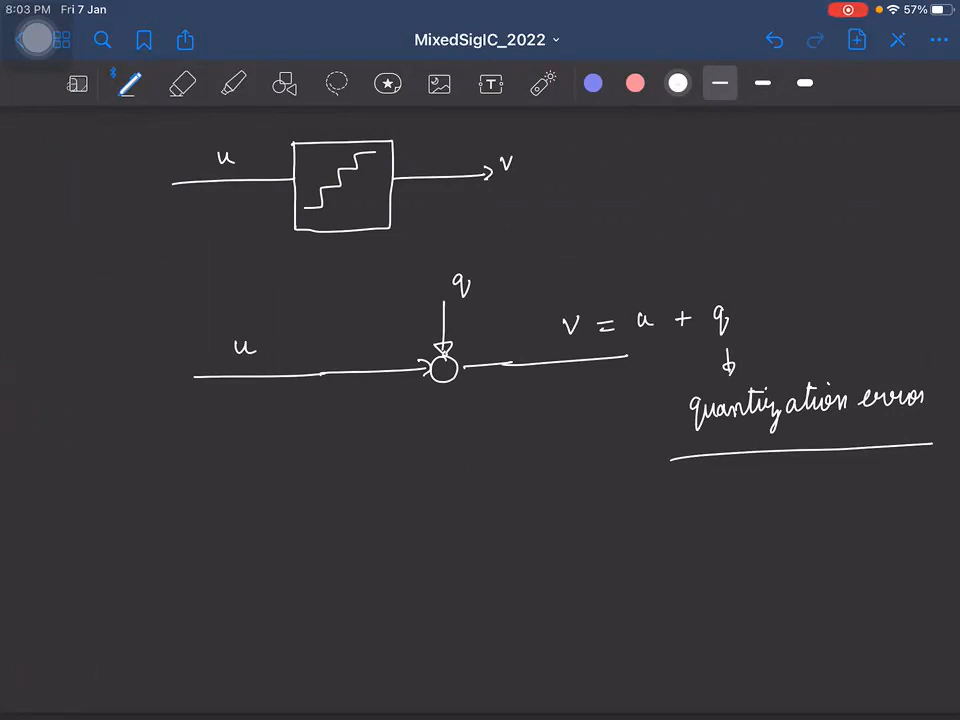 8:03 PM Fri 7 Jan
57%
MixedSigIC_2022
T
u
v
q
u
v = u + q
quantization error